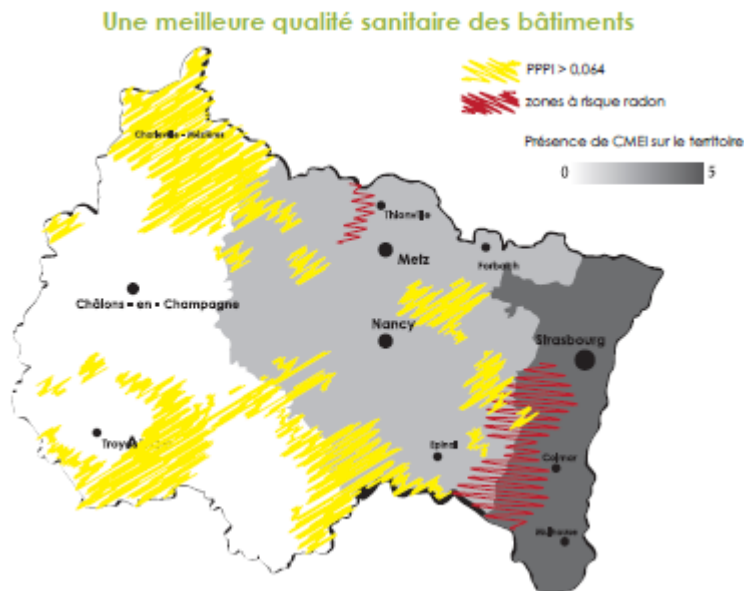 Une meilleure qualité sanitaire des bâtiments
PPPI > 0,064
zones à risque radon
Présence de CMEI sur le territoire
0 5
Charleville - Mézières
Thionville
Metz
Forbach
Châlons - en - Champagne
Nancy
Strasbourg
Epinal
Colmar
Mulhouse